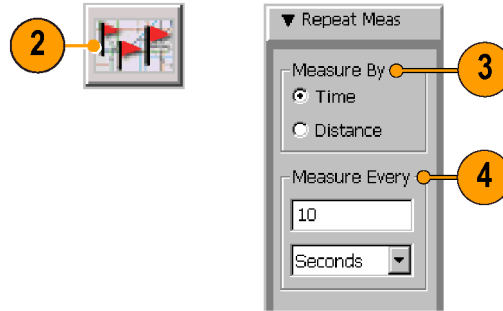 2
▼ Repeat Meas
Measure By
3
Time
Distance
Measure Every
4
10
Seconds